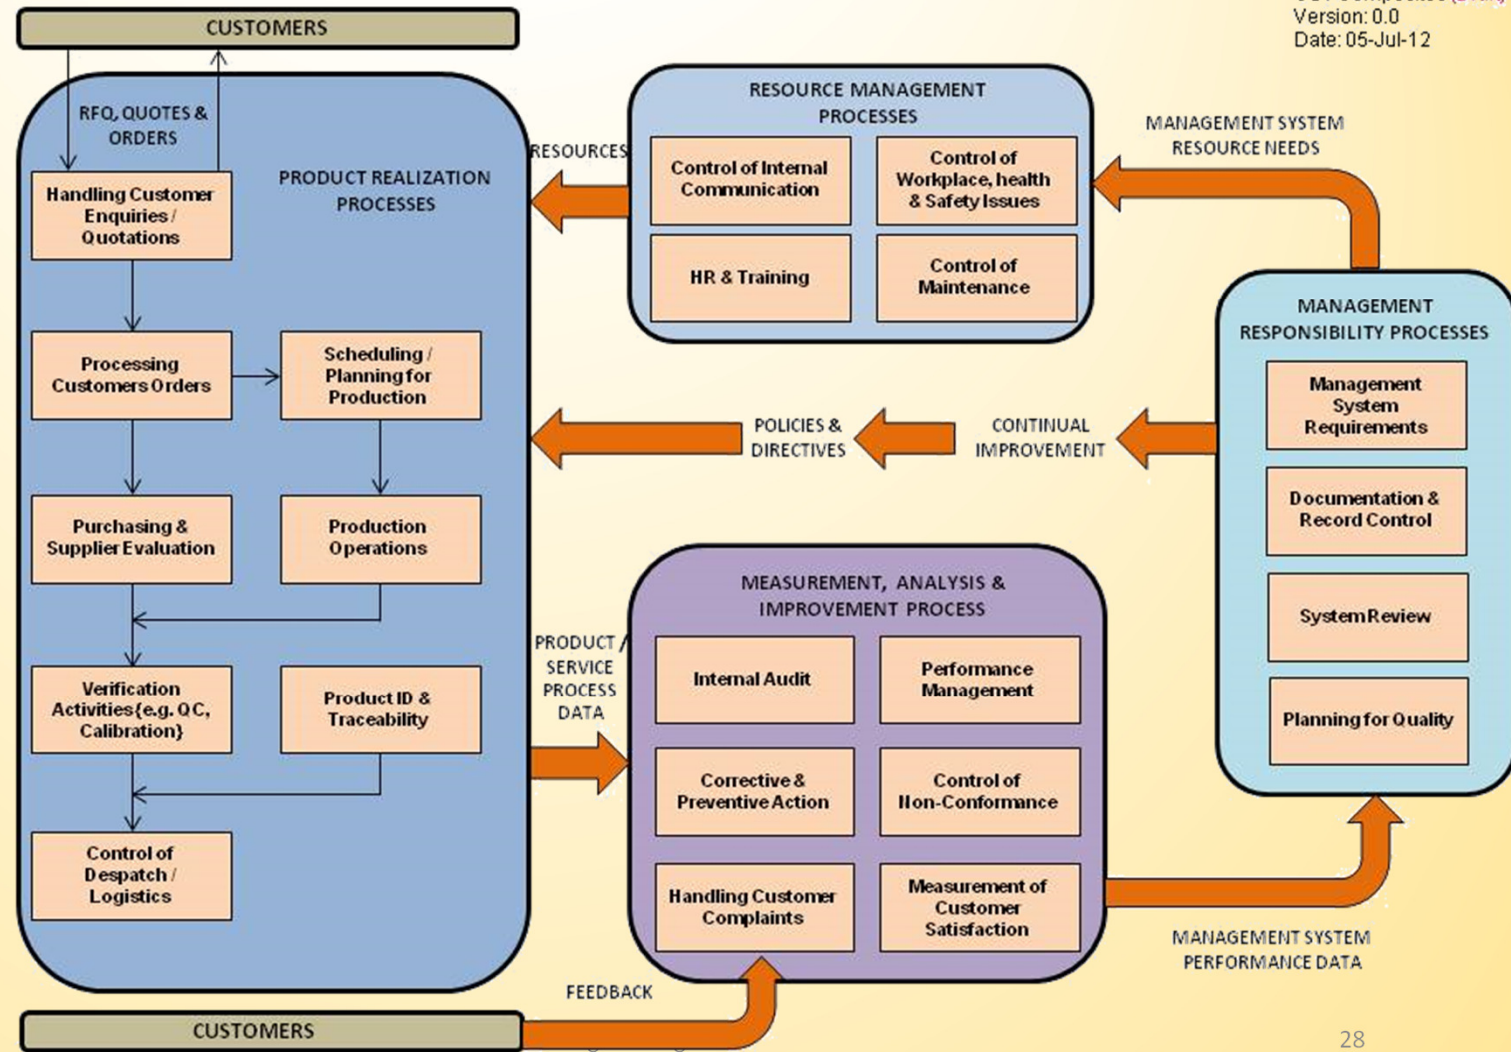 Version: 0.0
Date: 05-Jul-12
CUSTOMERS
RFQ, QUOTES &
ORDERS
PRODUCT REALIZATION
PROCESSES
Handling Customer
Enquiries /
Quotations
Processing
Customers Orders
Scheduling /
Planning for
Production
Purchasing &
Supplier Evaluation
Production
Operations
Verification
Activities{e.g. QC,
Calibration}
Product ID &
Traceability
Control of
Despatch /
Logistics
CUSTOMERS
RESOURCES
RESOURCE MANAGEMENT
PROCESSES
Control of Internal
Communication
Control of
Workplace, health
& Safety Issues
HR & Training
Control of
Maintenance
MANAGEMENT SYSTEM
RESOURCE NEEDS
POLICIES &
DIRECTIVES
CONTINUAL
IMPROVEMENT
MANAGEMENT
RESPONSIBILITY PROCESSES
Management
System
Requirements
Documentation &
Record Control
System Review
Planning for Quality
PRODUCT /
SERVICE
PROCESS
DATA
MEASUREMENT, ANALYSIS &
IMPROVEMENT PROCESS
Internal Audit
Performance
Management
Corrective &
Preventive Action
Control of
Non-Conformance
Handling Customer
Complaints
Measurement of
Customer
Satisfaction
FEEDBACK
MANAGEMENT SYSTEM
PERFORMANCE DATA
28